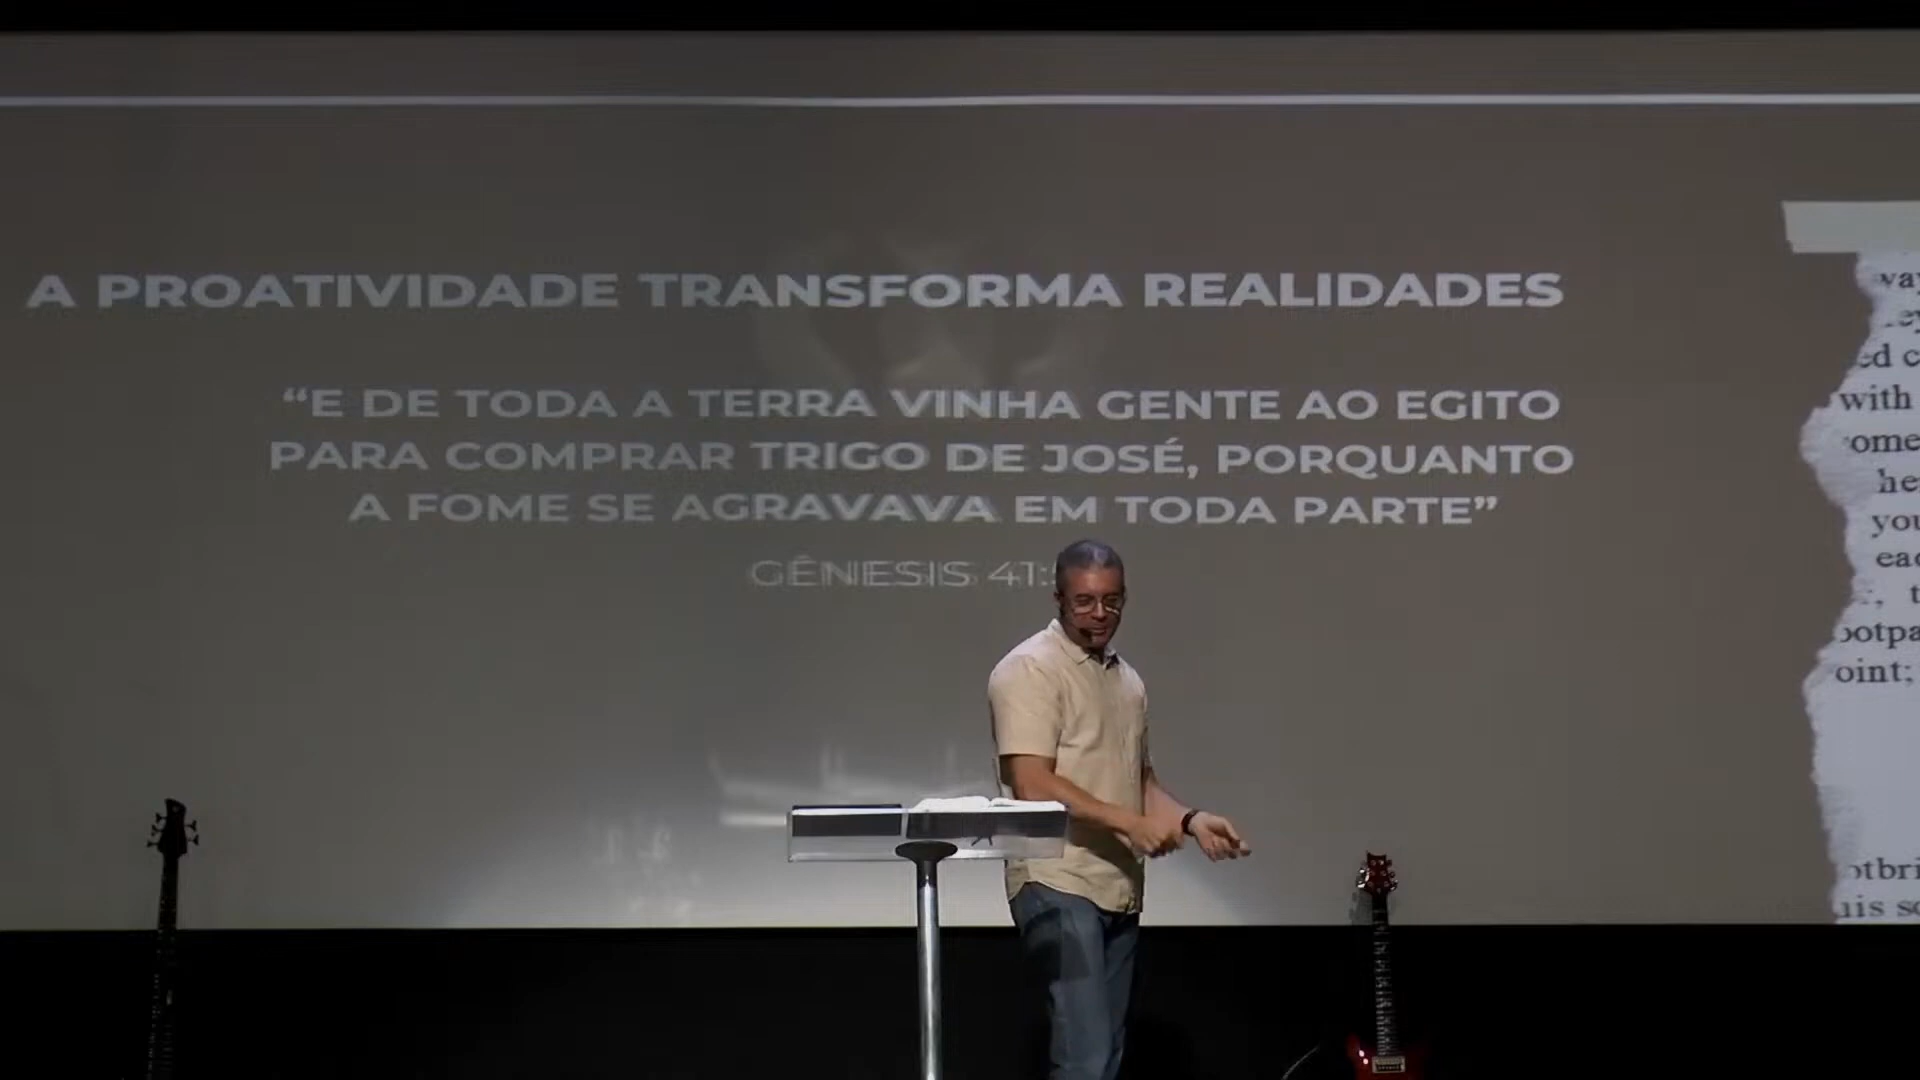 A PROATIVIDADE TRANSFORMA REALIDADES
“E DE TODA A TERRA VINHA GENTE AO EGITO
PARA COMPRAR TRIGO DE JOSÉ, PORQUANTO
A FOME SE AGRAVAVA EM TODA PARTE”
GÊNESIS 41:
with
you